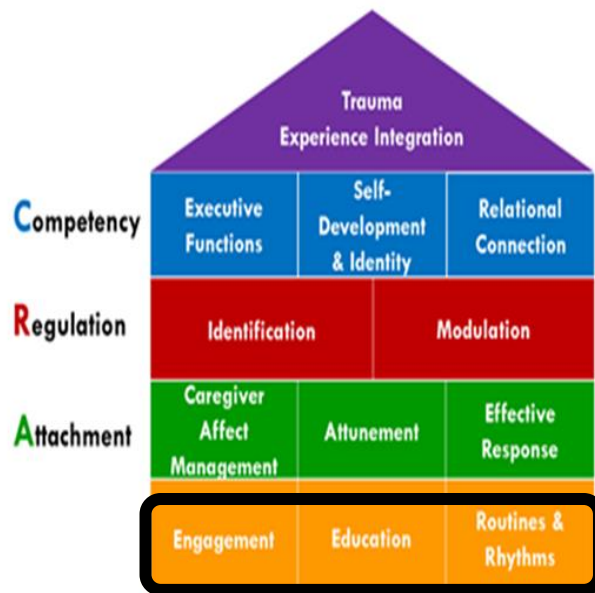 Trauma
Experience Integration
Competency
Executive
Functions
Self-
Development
& Identity
Relational
Connection
Regulation
Identification
Modulation
Attachment
Caregiver
Affect
Management
Attunement
Effective
Response
Engagement
Education
Routines &
Rhythms